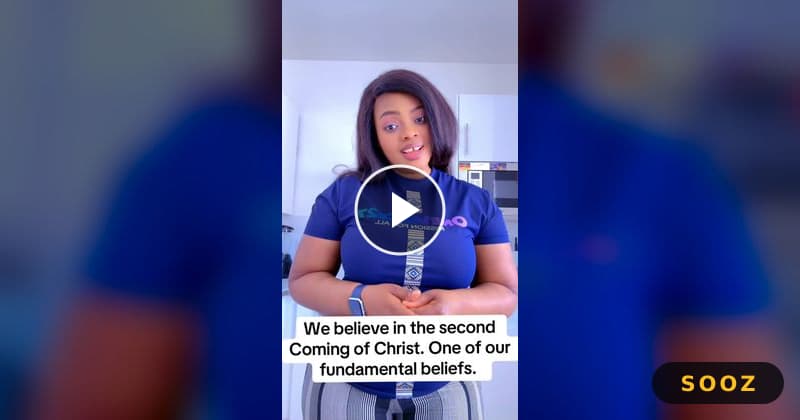 We believe in the second
Coming of Christ. One of our
fundamental beliefs.
SOOZ